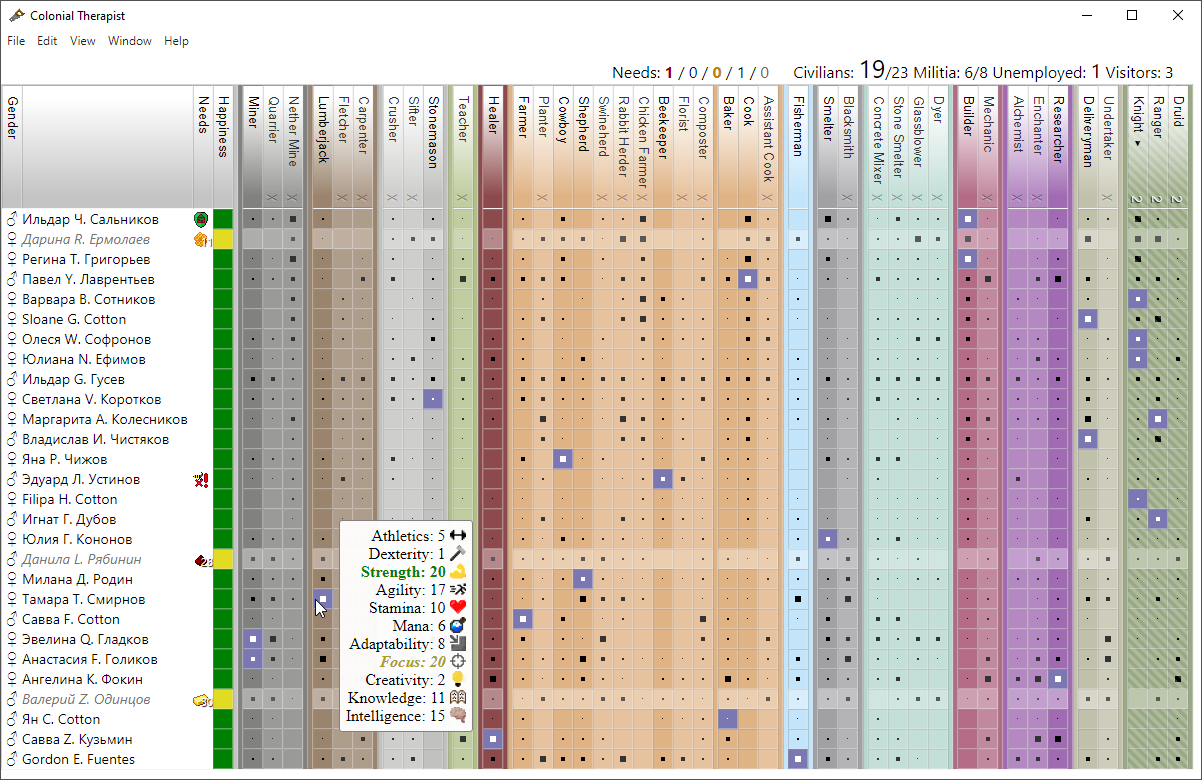 Colonial Therapist
File Edit View Window Help
Needs: 1 / 0 / 0 / 1 / 0 Civilians: 19/23 Militia: 6/8 Unemployed: 1 Visitors: 3
Gender
Needs
Happiness
Miner
Quarrier X
Nether Mine X
Lumberjack
Fletcher X
Carpenter X
Crusher X
Sifter X
Stonemason
Teacher X
Healer
Farmer
Planter X
Cowboy
Shepherd
Swineherd X
Rabbit Herder X
Chicken Farmer X
Beekeeper
Florist X
Composter X
Baker
Cook
Assistant Cook X
Fisherman
Smelter
Blacksmith X
Concrete Mixer X
Stone Smelter X
Glassblower X
Dyer X
Builder
Mechanic X
Alchemist X
Enchanter X
Researcher
Deliveryman
Undertaker X
Knight ▼ 2
Ranger 2
Druid 2
♂ Ильдар Ч. Сальников
♀ Дарина R. Ермолаев
♀ Регина Т. Григорьев
♂ Павел Y. Лаврентьев
♀ Варвара В. Сотников
♀ Sloane G. Cotton
♀ Олеся W. Софронов
♀ Юлиана N. Ефимов
♂ Ильдар G. Гусев
♀ Светлана V. Коротков
♀ Маргарита А. Колесников
♂ Владислав И. Чистяков
♀ Яна Р. Чижов
♂ Эдуард Л. Устинов
♀ Filipa H. Cotton
♂ Игнат Г. Дубов
♀ Юлия Г. Кононов
♂ Данила L. Рябинин 28
♀ Милана Д. Родин
♀ Тамара Т. Смирнов
♂ Савва F. Cotton
♀ Эвелина Q. Гладков
♀ Анастасия F. Голиков
♀ Ангелина К. Фокин
♂ Валерий Z. Одинцов 30
♂ Ян С. Cotton
♂ Савва Z. Кузьмин
♂ Gordon E. Fuentes
Athletics: 5
Dexterity: 1
Strength: 20
Agility: 17
Stamina: 10
Mana: 6
Adaptability: 8
Focus: 20
Creativity: 2
Knowledge: 11
Intelligence: 15